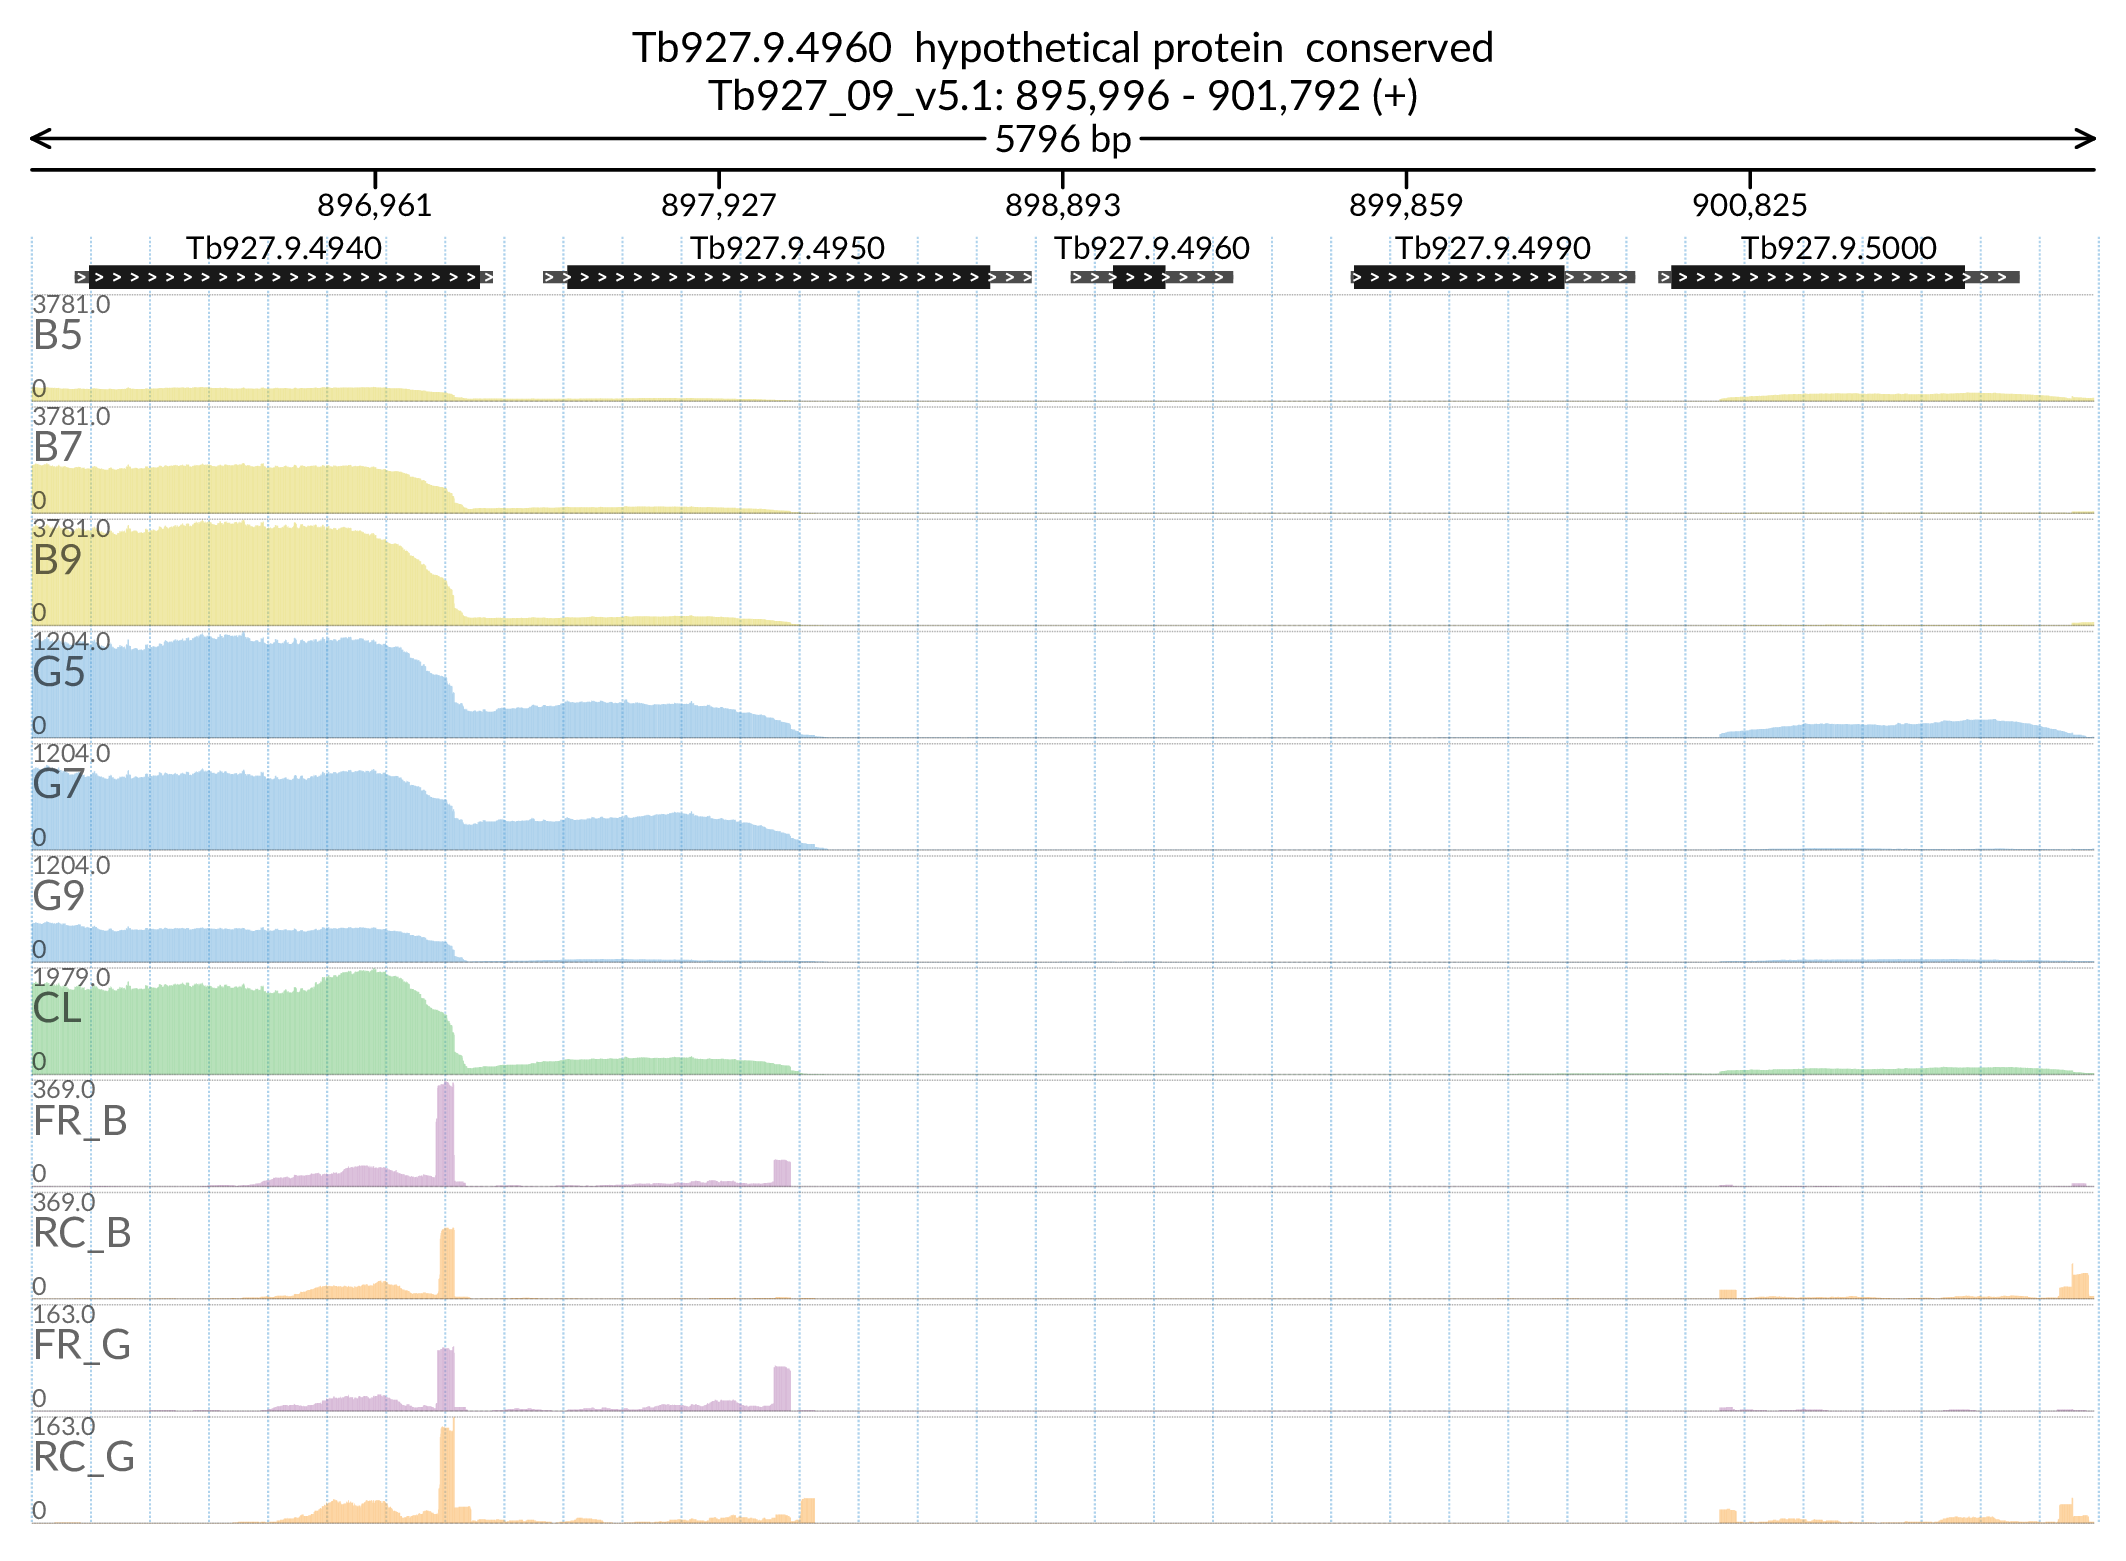 Tb927.9.4960 hypothetical protein conserved
Tb927_09_v5.1: 895,996 - 901,792 (+)
5796 bp
896,961 897,927 898,893 899,859 900,825
Tb927.9.4940 Tb927.9.4950 Tb927.9.4960 Tb927.9.4990 Tb927.9.5000
3781.0
B5
0
3781.0
B7
0
3781.0
B9
0
1204.0
G5
0
1204.0
G7
0
1204.0
G9
0
1979.0
CL
0
369.0
FR_B
0
369.0
RC_B
0
163.0
FR_G
0
163.0
RC_G
0